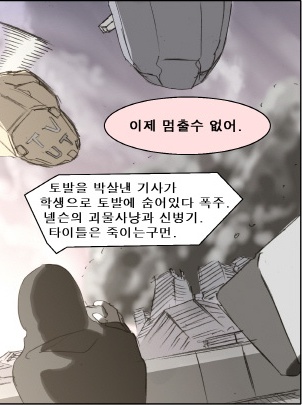 TV
UT
이제 멈출수 없어.
토발을 박살낸 기사가
학생으로 토발에 숨어있다 폭주.
넬슨의 괴물사냥과 신병기.
타이틀은 죽이는구먼.